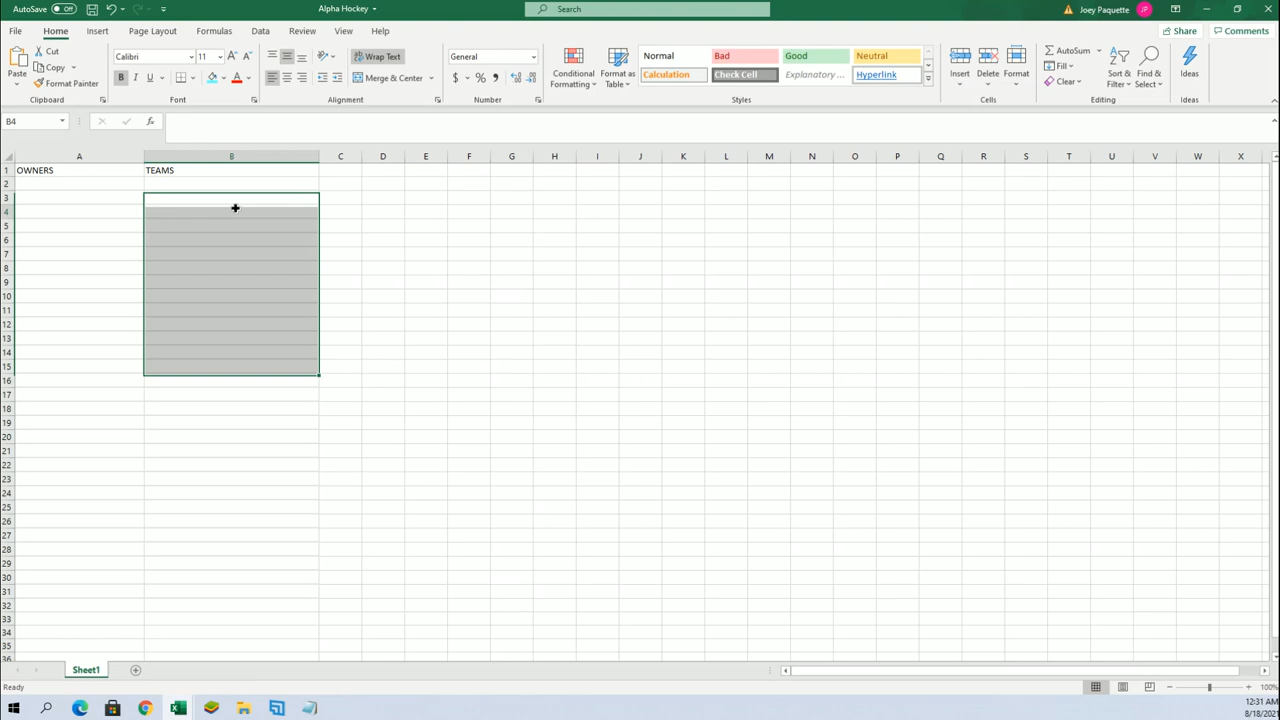 AutoSave Off Alpha Hockey Search Joey Paquette JP
File Home Insert Page Layout Formulas Data Review View Help Share Comments
Paste Cut Copy Format Painter Clipboard
Calibri 11 B I U A Font
Wrap Text Merge & Center Alignment
General $ % , Number
Conditional Formatting Format as Table
Normal Bad Good Neutral
Calculation Check Cell Explanatory ... Hyperlink
Styles
Insert Delete Format Cells
AutoSum Fill Clear Sort & Filter Find & Select Editing
Ideas Ideas
B4 fx
A B C D E F G H I J K L M N O P Q R S T U V W X
1 OWNERS TEAMS
2
3
4
5
6
7
8
9
10
11
12
13
14
15
16
17
18
19
20
21
22
23
24
25
26
27
28
29
30
31
32
33
34
35
36
Sheet1
Ready 100%
12:31 AM
8/18/2021